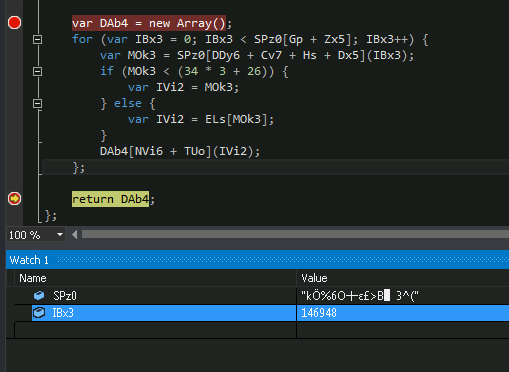 var DAb4 = new Array();
for (var IBx3 = 0; IBx3 < SPz0[Gp + Zx5]; IBx3++) {
var MOk3 = SPz0[DDy6 + Cv7 + Hs + Dx5](IBx3);
if (MOk3 < (34 * 3 + 26)) {
var IVi2 = MOk3;
} else {
var IVi2 = ELs[MOk3];
}
DAb4[NVi6 + TUo](IVi2);
};
return DAb4;
};
100 %
Watch 1
Name Value
SPz0 "kÖ%6O┼ε£>B█ 3^("
IBx3 146948